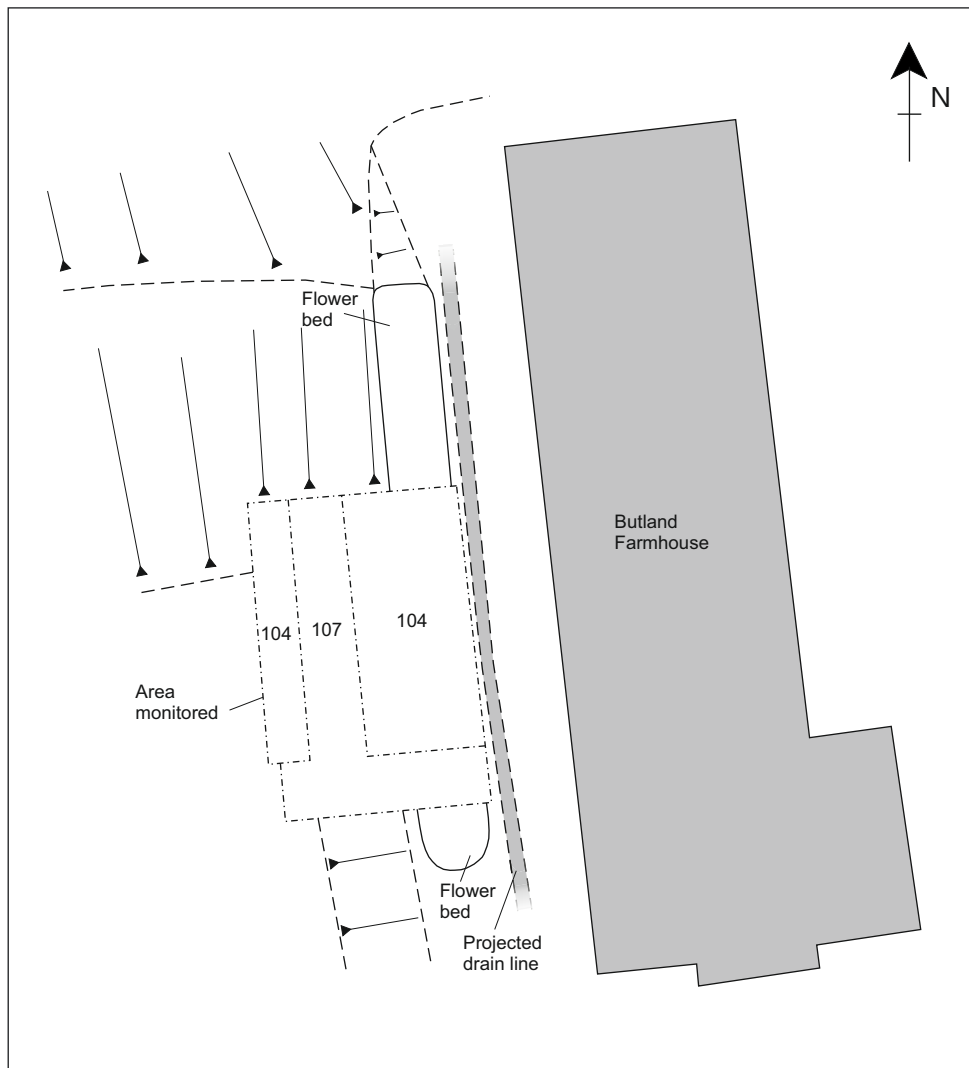 N
Flower
bed
Butland
Farmhouse
104
107
104
Area
monitored
Flower
bed
Projected
drain line